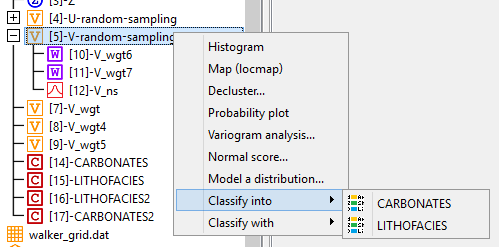 [3]-Z
[4]-U-random-sampling
[5]-V-random-sampling
[10]-V_wgt6
[11]-V_wgt7
[12]-V_ns
[7]-V_wgt
[8]-V_wgt4
[9]-V_wgt5
[14]-CARBONATES
[15]-LITHOFACIES
[16]-LITHOFACIES2
[17]-CARBONATES2
walker_grid.dat
Histogram
Map (locmap)
Decluster...
Probability plot
Variogram analysis...
Normal score...
Model a distribution...
Classify into
Classify with
CARBONATES
LITHOFACIES